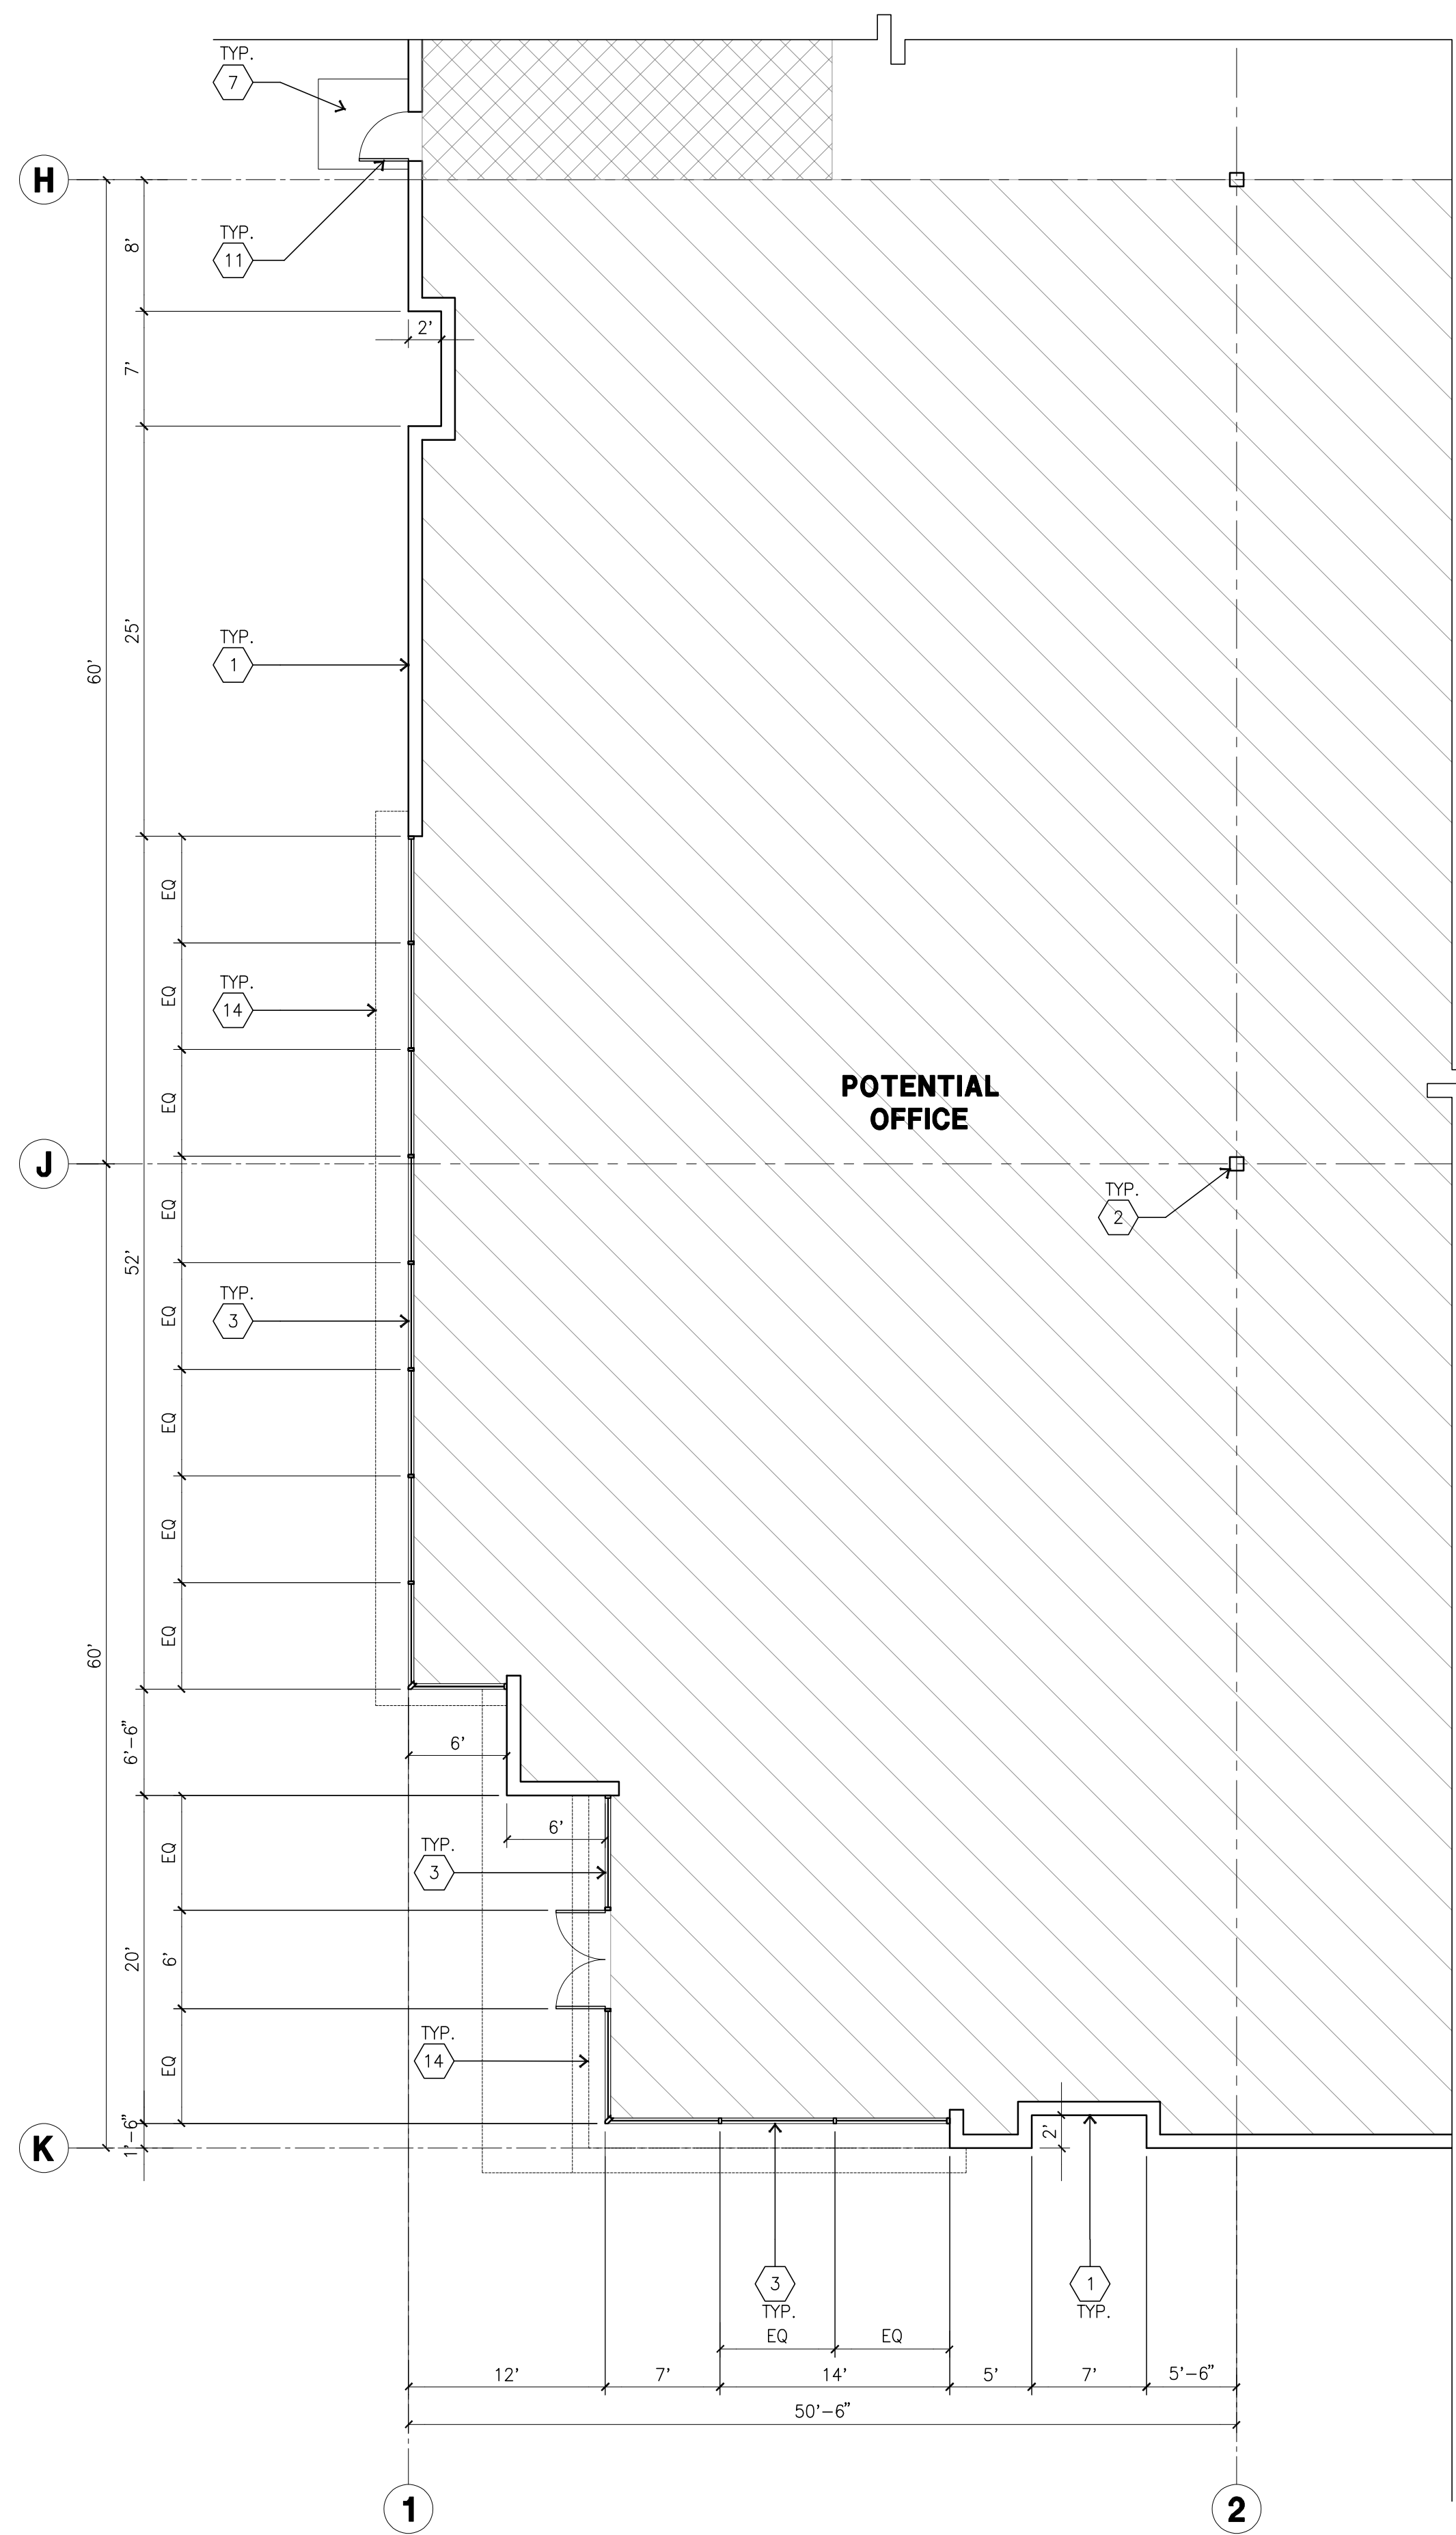 TYP.
7
H
TYP.
11
8'
2'
7'
25'
60'
TYP.
1
EQ
TYP.
14
EQ
EQ
POTENTIAL
OFFICE
J
TYP.
2
EQ
52'
TYP.
3
EQ
EQ
EQ
EQ
60'
6'-6"
6'
6'
EQ
TYP.
3
20'
6'
TYP.
14
EQ
1'-6"
K
2'
3
TYP.
1
TYP.
EQ
EQ
12'
7'
14'
5'
7'
5'-6"
50'-6"
1
2